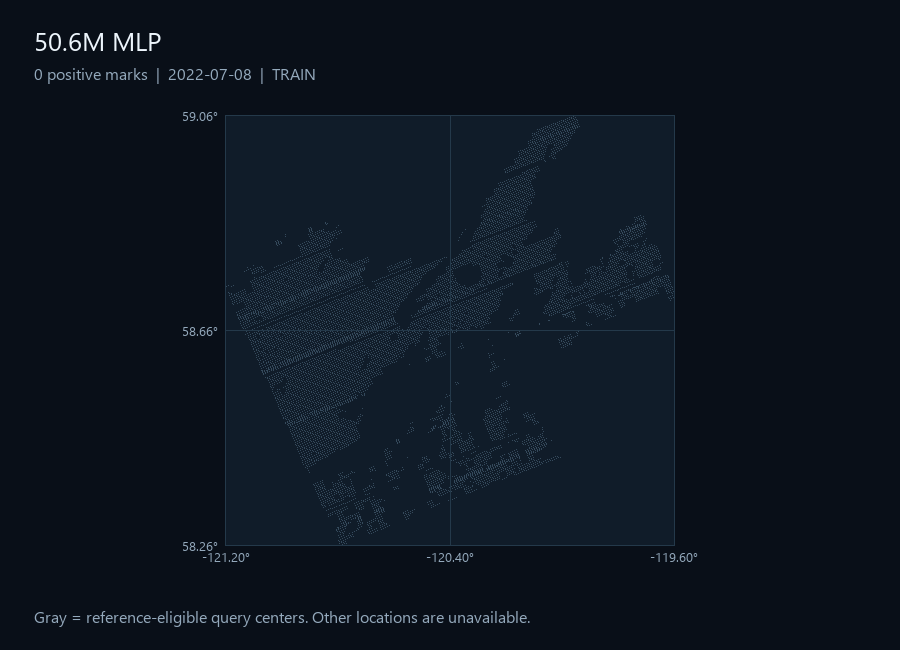 50.6M MLP
0 positive marks | 2022-07-08 | TRAIN
59.06°
58.66°
58.26°
-121.20°
-120.40°
-119.60°
Gray = reference-eligible query centers. Other locations are unavailable.